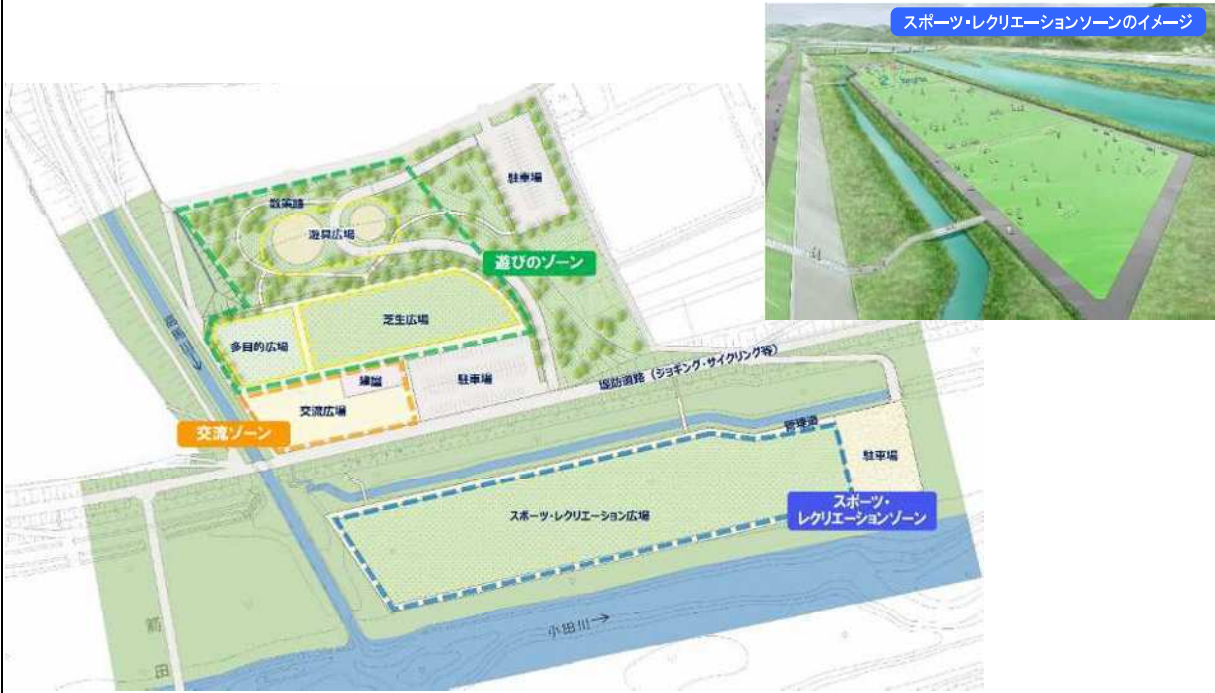 スポーツ・レクリエーションソーンのイメージ
駐車場
散策路
遊具広場
遊びのゾーン
芝生広場
多目的広場
建物
駐車場
堤防道路（ジョギング・サイクリング等）
交流広場
交流ゾーン
管理道
駐車場
スポーツ・
レクリエーションゾーン
スポーツ・レクリエーション広場
小田川→
箭
田